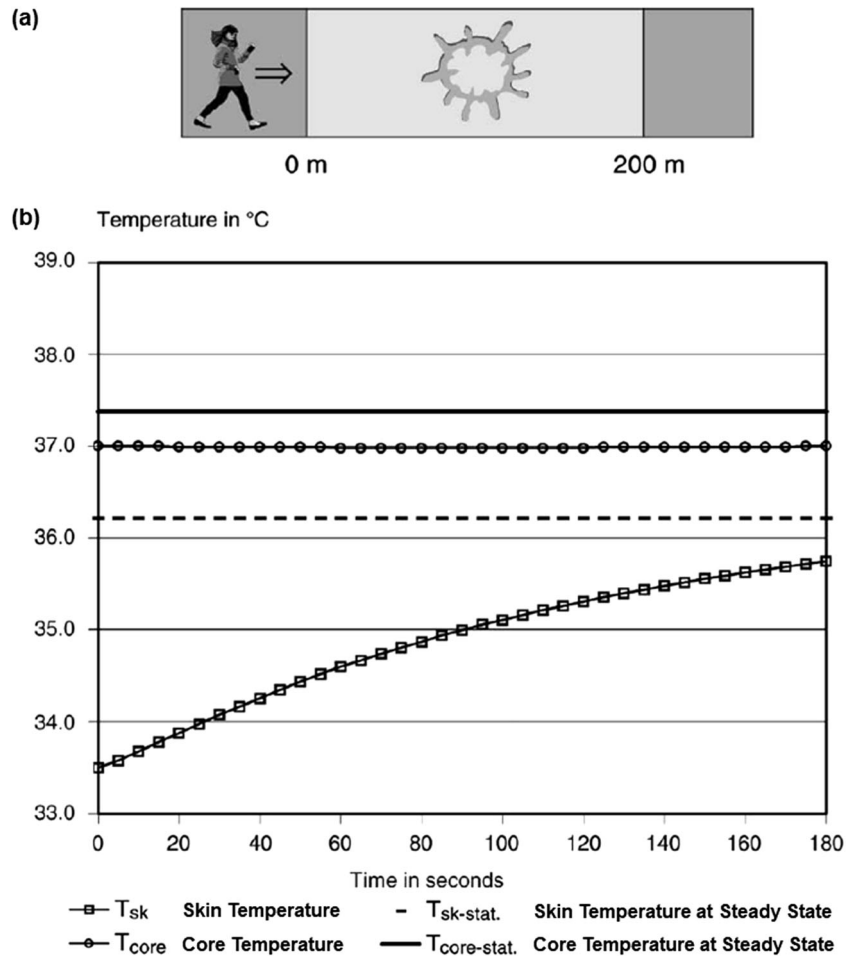 (a)
0 m 200 m
(b) Temperature in °C
39.0
38.0
37.0
36.0
35.0
34.0
33.0
0 20 40 60 80 100 120 140 160 180
Time in seconds
Tsk Skin Temperature Tsk-stat. Skin Temperature at Steady State
Tcore Core Temperature Tcore-stat. Core Temperature at Steady State